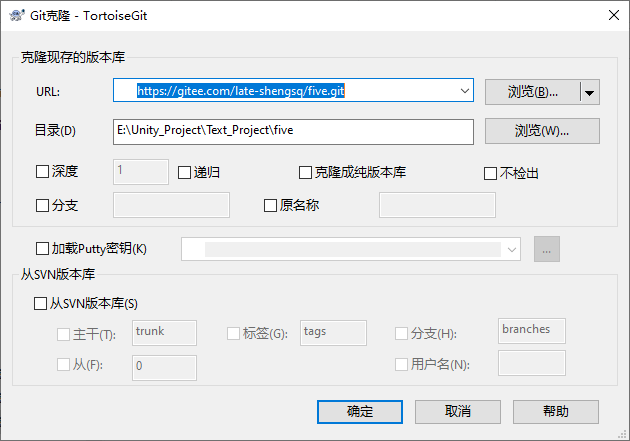 Git克隆 - TortoiseGit
克隆现存的版本库
URL: https://gitee.com/late-shengsq/five.git 浏览(B)...
目录(D) E:\Unity_Project\Text_Project\five 浏览(W)...
深度 1 递归 克隆成纯版本库 不检出
分支 原名称
加载Putty密钥(K) ...
从SVN版本库
从SVN版本库(S)
主干(T): trunk 标签(G): tags 分支(H): branches
从(F): 0 用户名(N):
确定 取消 帮助